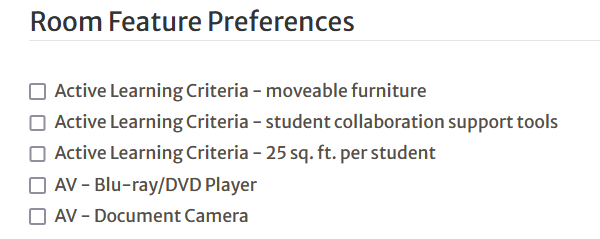 Room Feature Preferences
Active Learning Criteria – moveable furniture
Active Learning Criteria – student collaboration support tools
Active Learning Criteria – 25 sq. ft. per student
AV – Blu-ray/DVD Player
AV – Document Camera